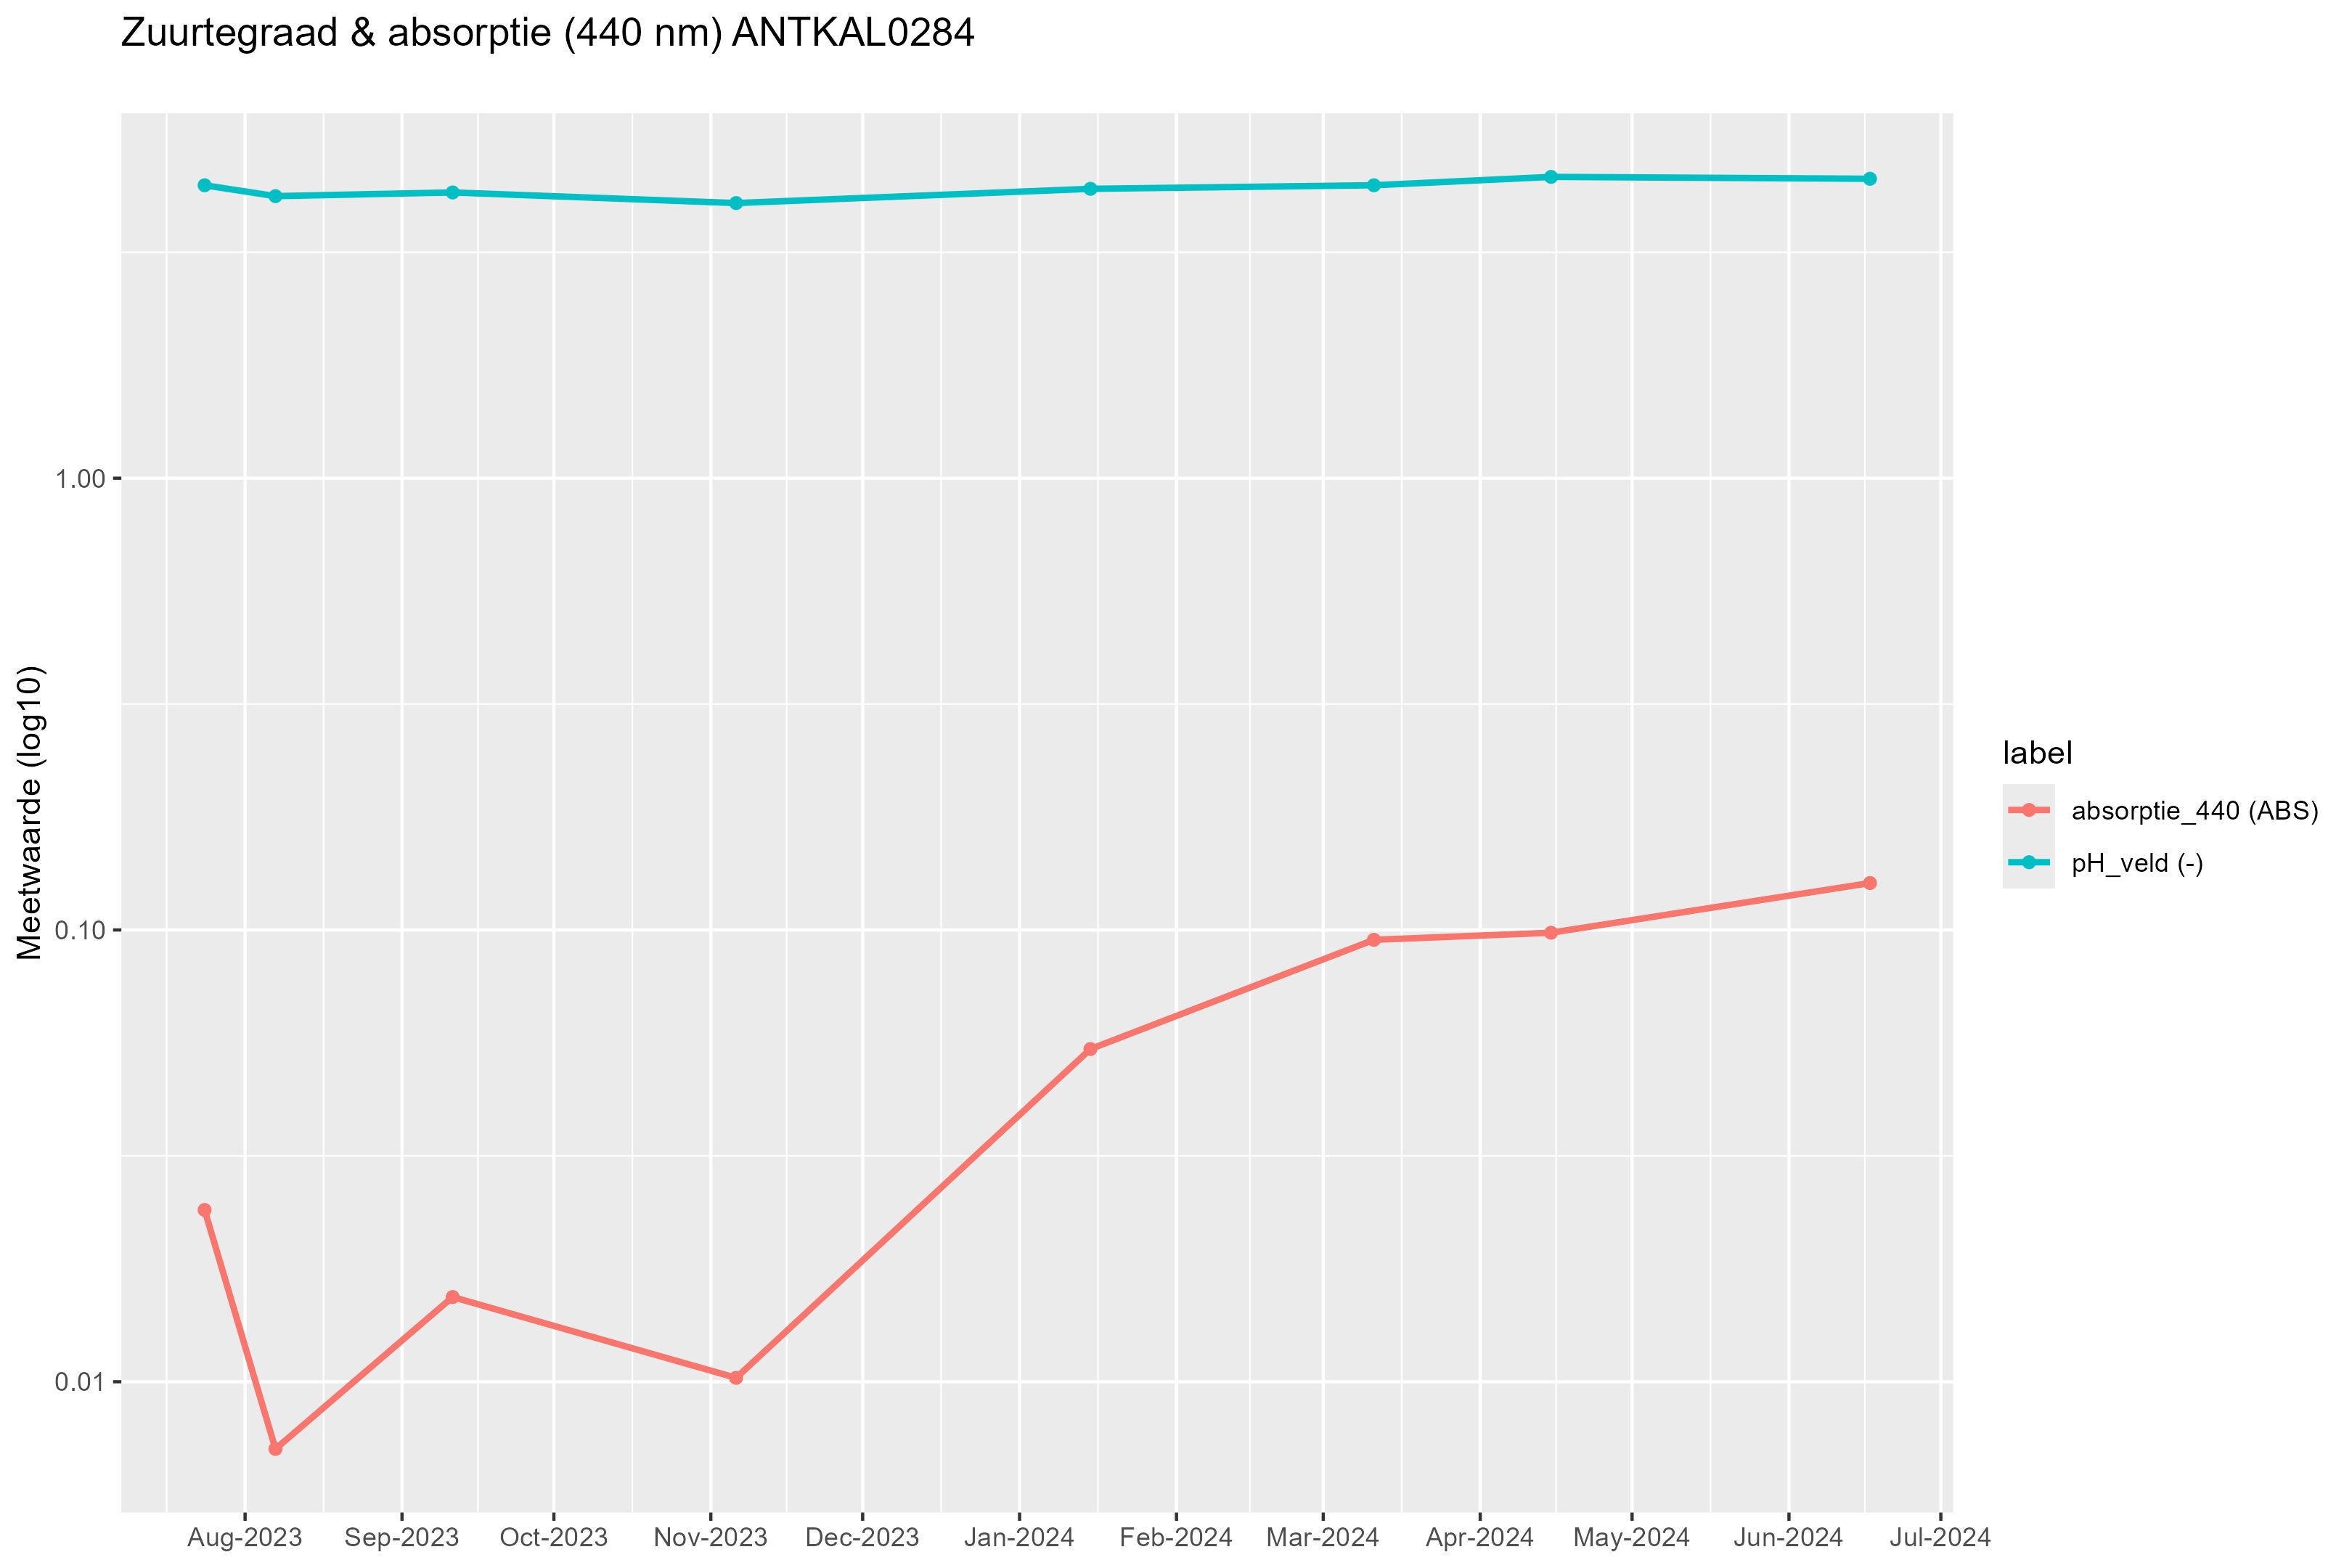 Zuurtegraad & absorptie (440 nm) ANTKAL0284
Meetwaarde (log10)
1.00
0.10
0.01
Aug-2023 Sep-2023 Oct-2023 Nov-2023 Dec-2023 Jan-2024 Feb-2024 Mar-2024 Apr-2024 May-2024 Jun-2024 Jul-2024
label
absorptie_440 (ABS)
pH_veld (-)